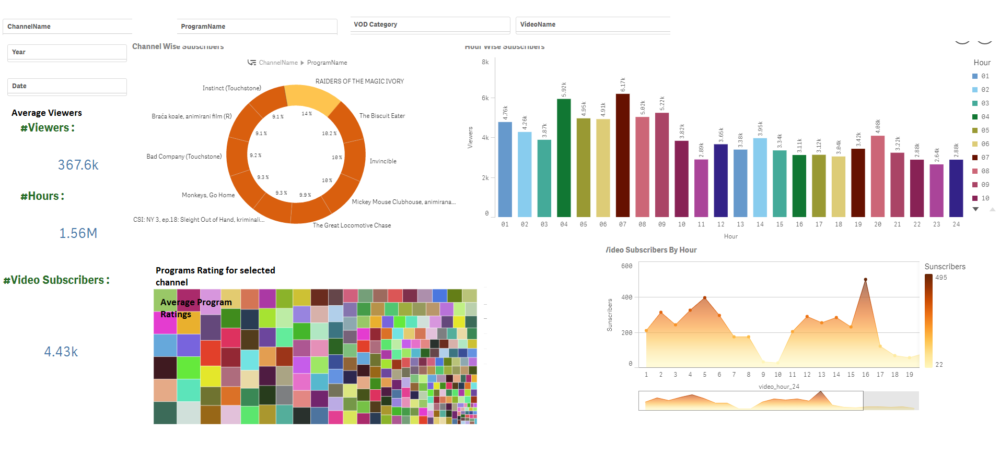 ChannelName
ProgramName
VOD Category
VideoName
Year
Date
Average Viewers
#Viewers:
367.6k
#Hours:
1.56M
#Video Subscribers:
4.43k
Channel Wise Subscribers
ChannelName ▶ ProgramName
RAIDERS OF THE MAGIC IVORY
Instinct (Touchstone)
The Biscuit Eater
Braća koale, animirani film (R)
Bad Company (Touchstone)
Invincible
Monkeys, Go Home
Mickey Mouse Clubhouse, animirana...
CSI: NY 3, ep.18: Sleight Out of Hand, kriminali...
The Great Locomotive Chase
14 %
9.1 %
10.2 %
9.1 %
9.2 %
10 %
9.3 %
10 %
9.3 %
9.9 %
Hour Wise Subscribers
Viewers
8k
6k
4k
2k
0
4.76k
4.26k
3.87k
5.92k
4.95k
4.91k
6.17k
5.02k
5.22k
3.82k
2.89k
3.65k
3.38k
3.95k
3.34k
3.11k
3.12k
3.04k
3.42k
4.08k
3.22k
2.88k
2.64k
2.88k
01 02 03 04 05 06 07 08 09 10 11 12 13 14 15 16 17 18 19 20 21 22 23 24
Hour
Hour
01
02
03
04
05
06
07
08
09
10
Programs Rating for selected
channel
Average Program
Ratings
Video Subscribers By Hour
Subscribers
600
400
200
0
1 2 3 4 5 6 7 8 9 10 11 12 13 14 15 16 17 18 19
video_hour_24
Sunscribers
495
22